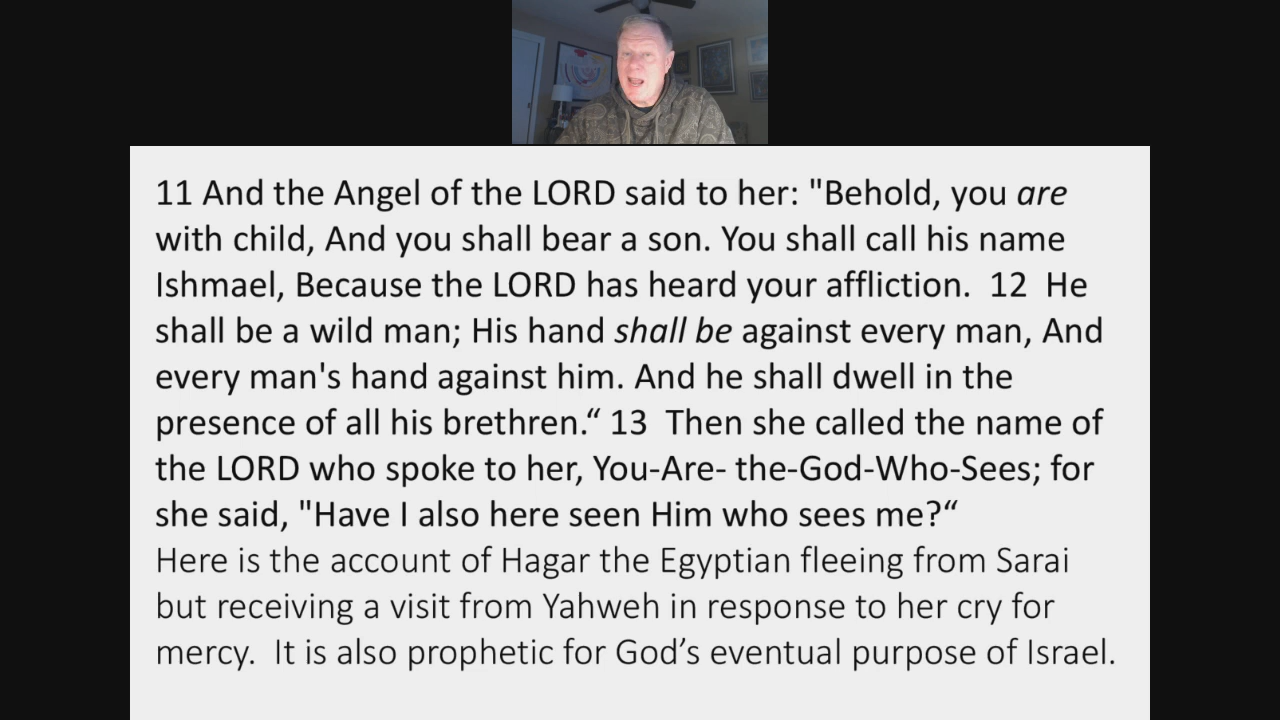 11 And the Angel of the LORD said to her: "Behold, you are
with child, And you shall bear a son. You shall call his name
Ishmael, Because the LORD has heard your affliction.  12  He
shall be a wild man; His hand shall be against every man, And
every man's hand against him. And he shall dwell in the
presence of all his brethren.“ 13  Then she called the name of
the LORD who spoke to her, You-Are- the-God-Who-Sees; for
she said, "Have I also here seen Him who sees me?“
Here is the account of Hagar the Egyptian fleeing from Sarai
but receiving a visit from Yahweh in response to her cry for
mercy.  It is also prophetic for God’s eventual purpose of Israel.